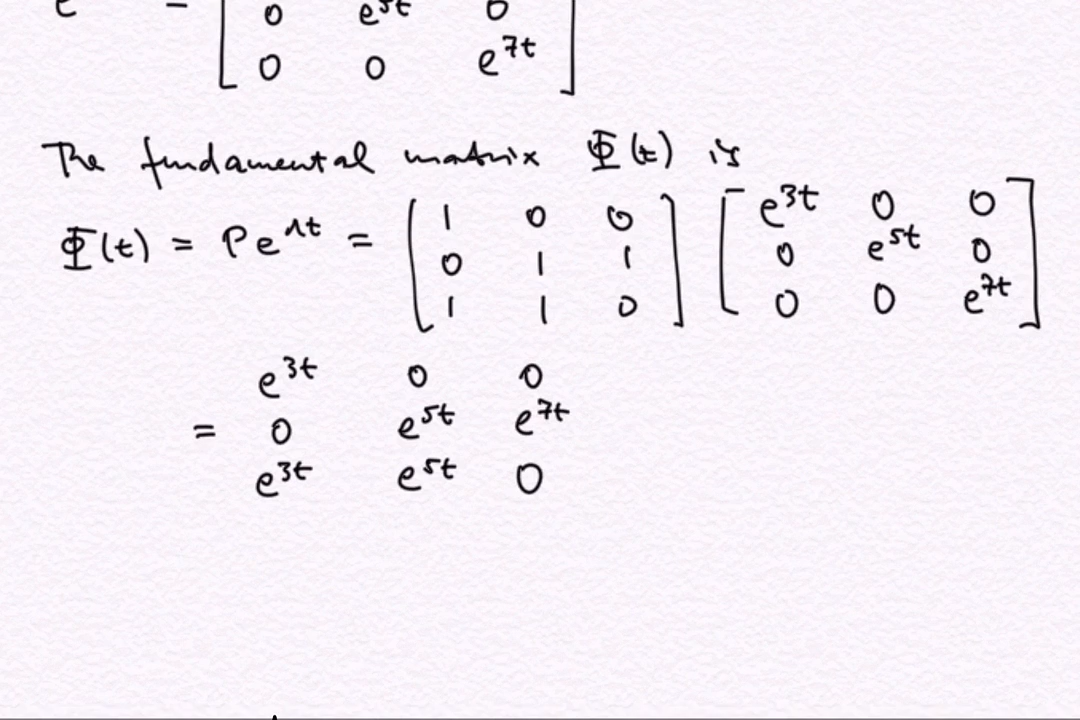 e = [ 0 e^5t 0
0 0 e^7t ]
The fundamental matrix Φ(t) is
Φ(t) = Pe^Λt = [ 1 0 0 [ e^3t 0 0
0 1 1 0 e^5t 0
1 1 0 ] 0 0 e^7t ]
e^3t 0 0
= 0 e^5t e^7t
e^3t e^5t 0